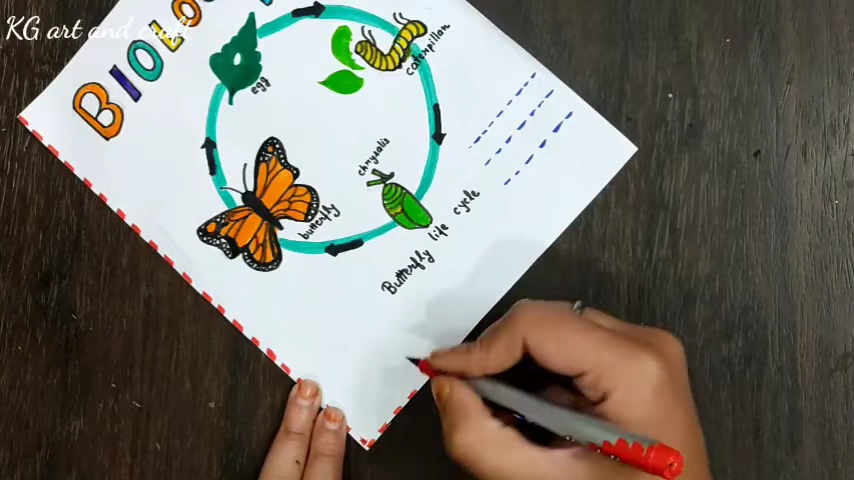 KG art and craft
BIOLO
egg
caterpillar
chrysalis
butterfly
Butterfly life cycle